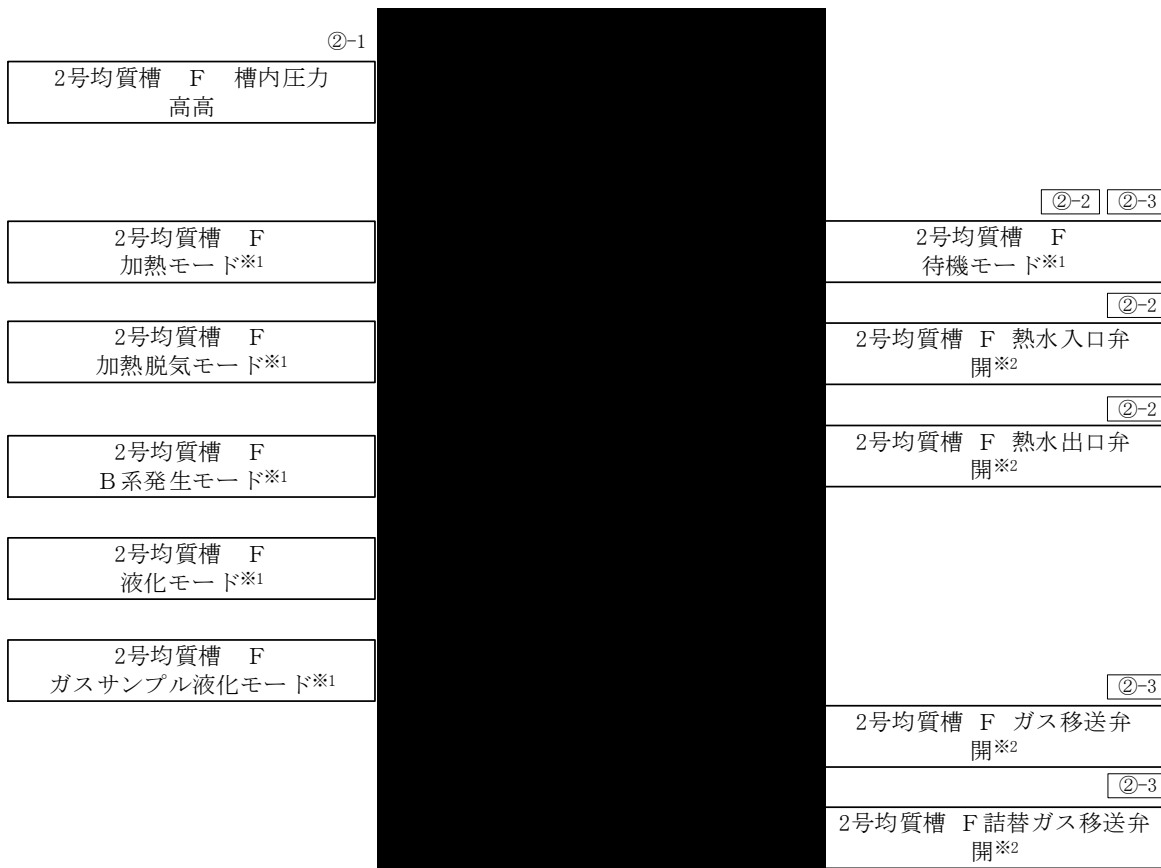 ②-1
2号均質槽 F 槽内圧力
高高
2号均質槽 F
加熱モード※1
2号均質槽 F
加熱脱気モード※1
2号均質槽 F
B系発生モード※1
2号均質槽 F
液化モード※1
2号均質槽 F
ガスサンプル液化モード※1
②-2 ②-3
2号均質槽 F
待機モード※1
②-2
2号均質槽 F 熱水入口弁
開※2
②-2
2号均質槽 F 熱水出口弁
開※2
②-3
2号均質槽 F ガス移送弁
開※2
②-3
2号均質槽 F詰替ガス移送弁
開※2